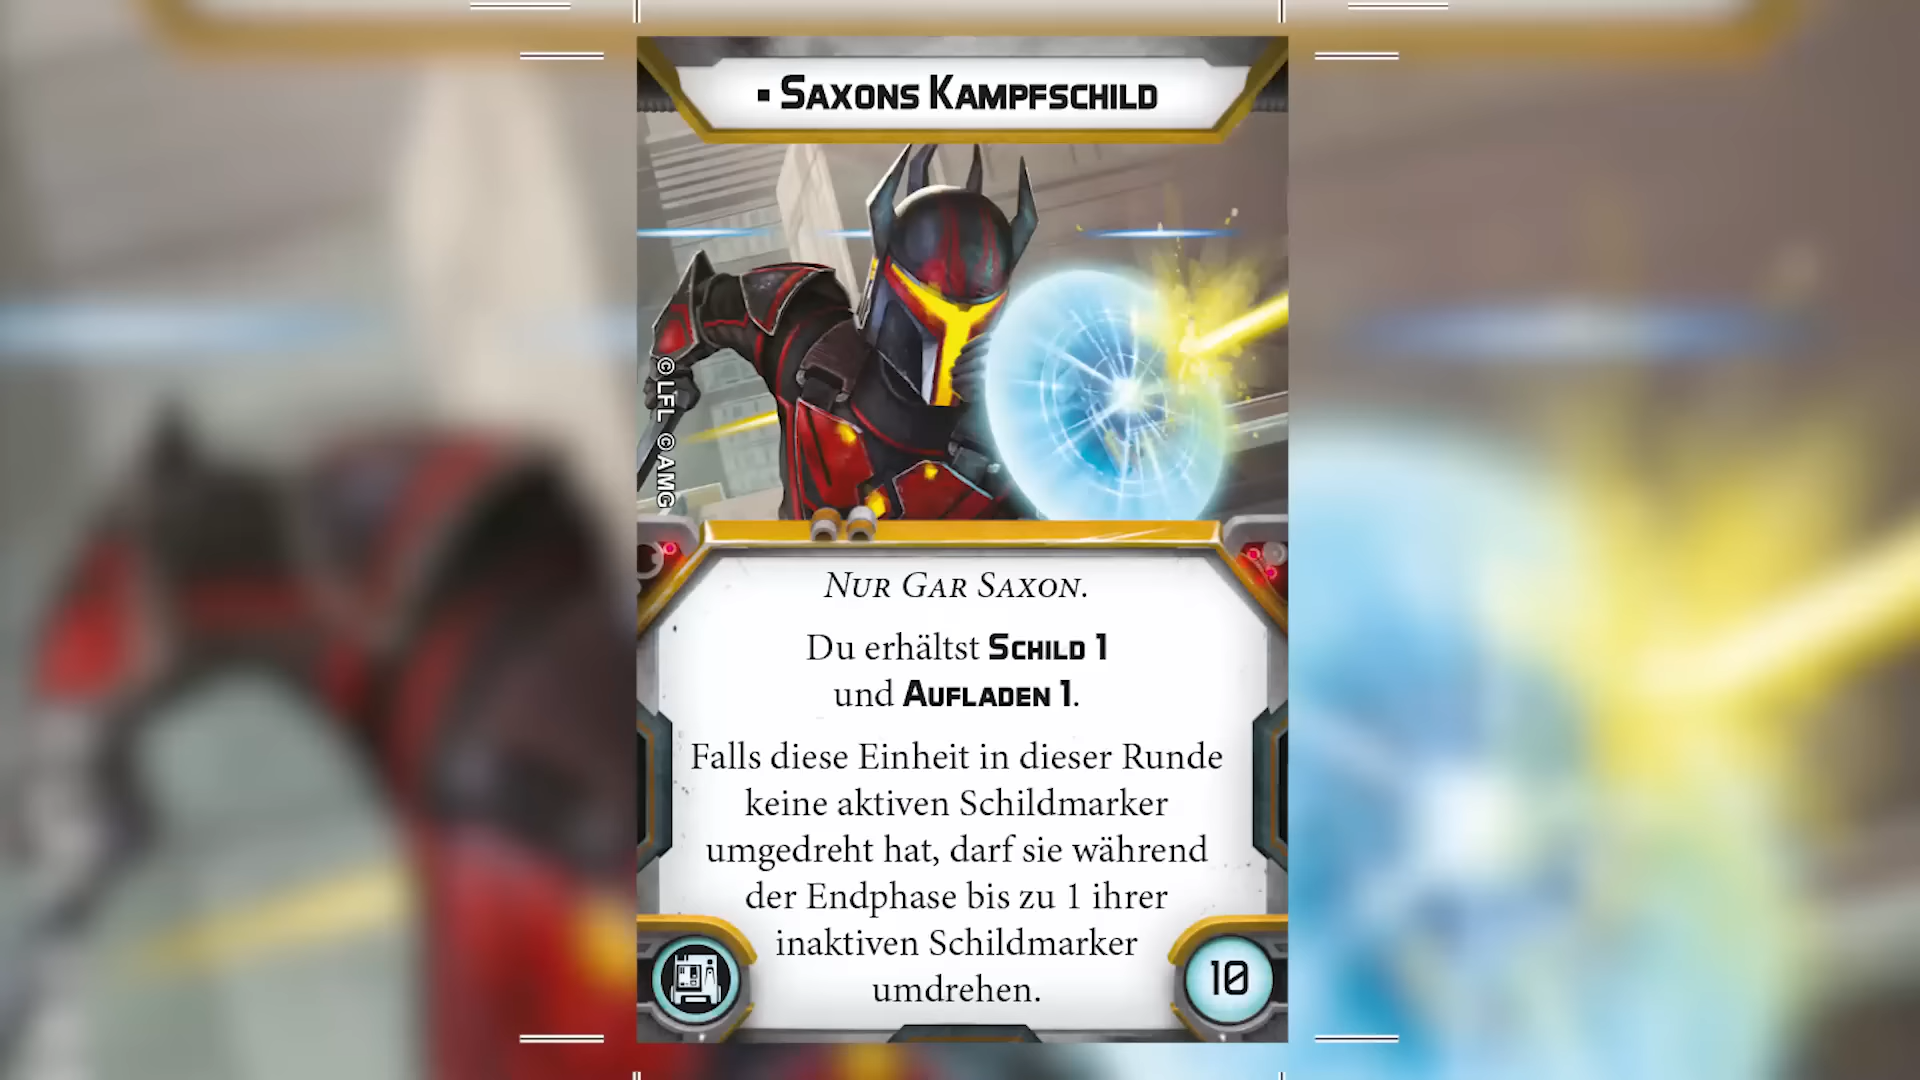 ▪ SAXONS KAMPFSCHILD
© LFL © AMG
NUR GAR SAXON.
Du erhältst SCHILD 1
und AUFLADEN 1.
Falls diese Einheit in dieser Runde
keine aktiven Schildmarker
umgedreht hat, darf sie während
der Endphase bis zu 1 ihrer
inaktiven Schildmarker
umdrehen.
10